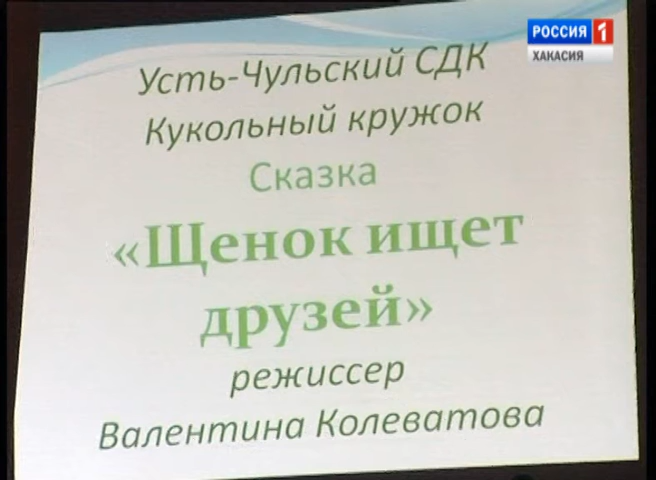 РОССИЯ 1
ХАКАСИЯ
Усть-Чульский СДК
Кукольный кружок
Сказка
«Щенок ищет
друзей»
режиссер
Валентина Колеватова